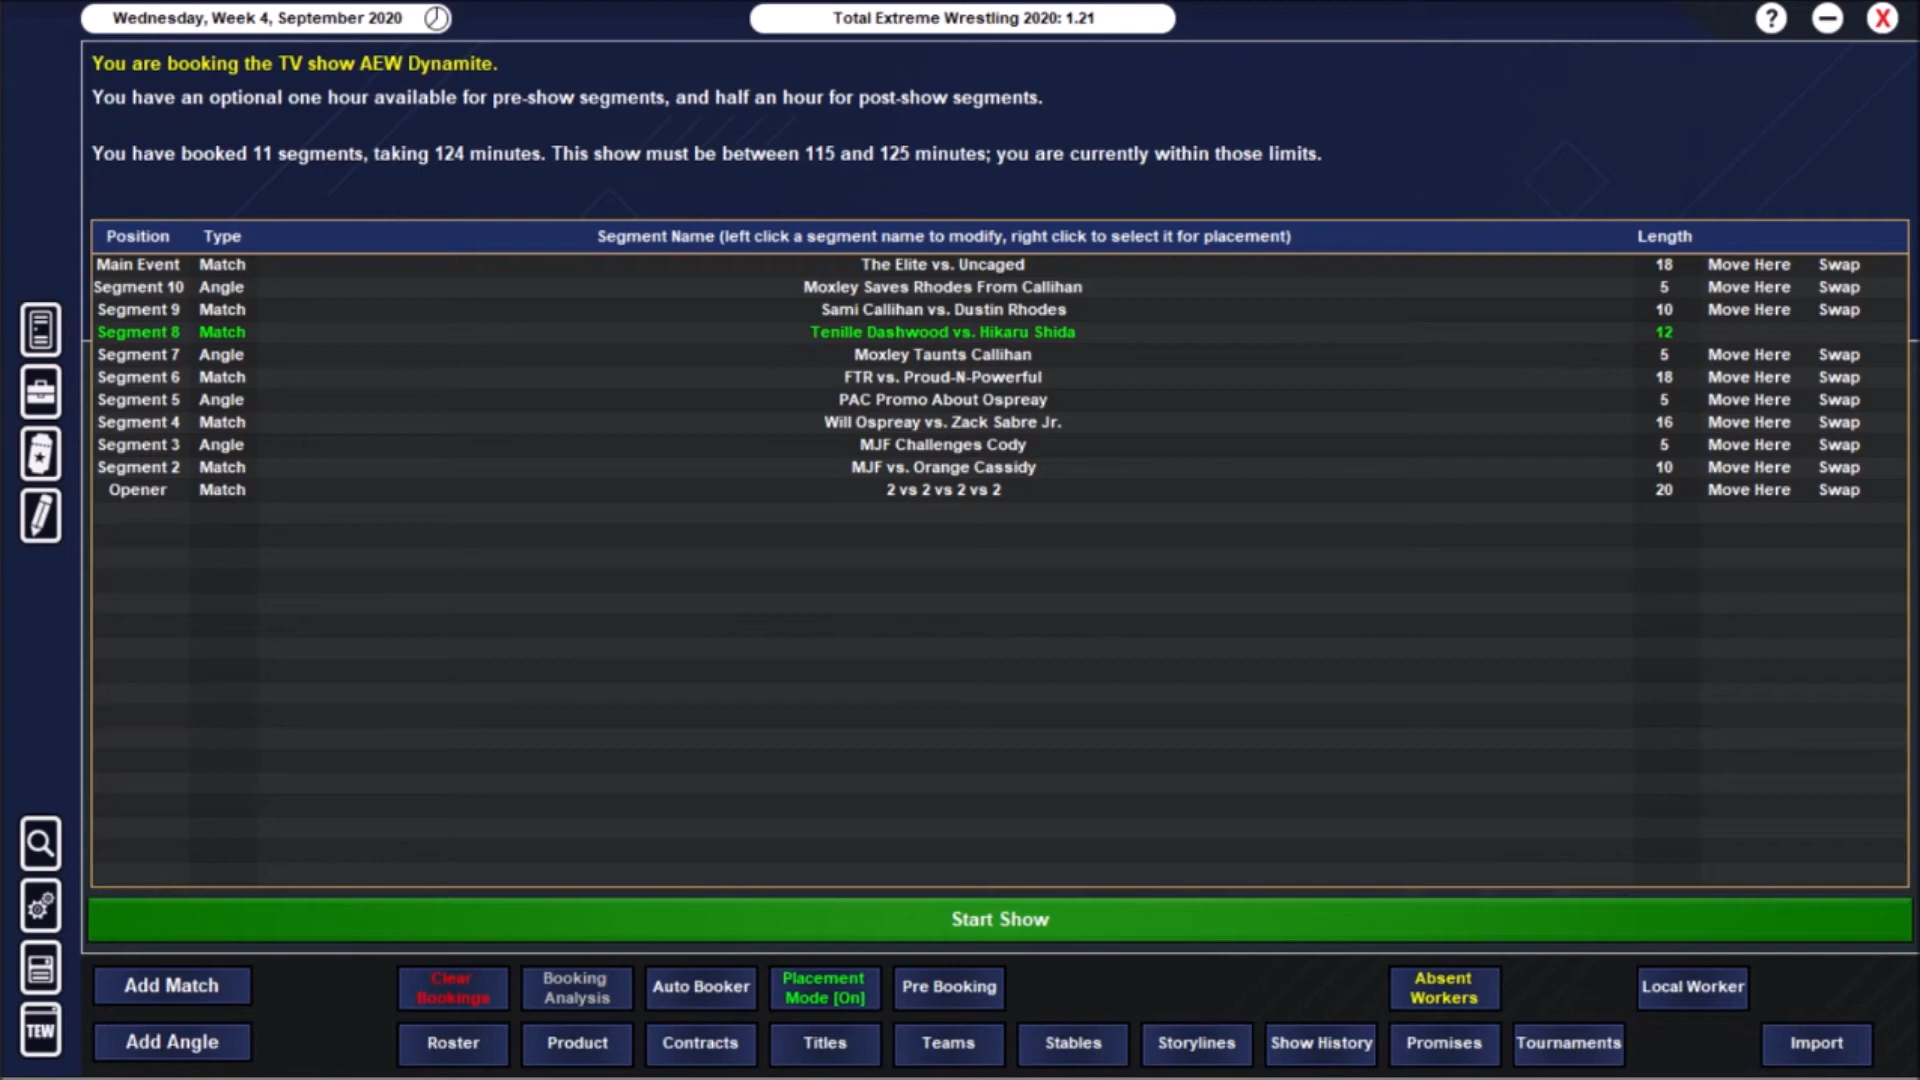 Wednesday, Week 4, September 2020
Total Extreme Wrestling 2020: 1.21
?
X
You are booking the TV show AEW Dynamite.
You have an optional one hour available for pre-show segments, and half an hour for post-show segments.
You have booked 11 segments, taking 124 minutes. This show must be between 115 and 125 minutes; you are currently within those limits.
Position Type Segment Name (left click a segment name to modify, right click to select it for placement) Length
Main Event Match The Elite vs. Uncaged 18 Move Here Swap
Segment 10 Angle Moxley Saves Rhodes From Callihan 5 Move Here Swap
Segment 9 Match Sami Callihan vs. Dustin Rhodes 10 Move Here Swap
Segment 8 Match Tenille Dashwood vs. Hikaru Shida 12
Segment 7 Angle Moxley Taunts Callihan 5 Move Here Swap
Segment 6 Match FTR vs. Proud-N-Powerful 18 Move Here Swap
Segment 5 Angle PAC Promo About Ospreay 5 Move Here Swap
Segment 4 Match Will Ospreay vs. Zack Sabre Jr. 16 Move Here Swap
Segment 3 Angle MJF Challenges Cody 5 Move Here Swap
Segment 2 Match MJF vs. Orange Cassidy 10 Move Here Swap
Opener Match 2 vs 2 vs 2 vs 2 20 Move Here Swap
Start Show
Add Match
Clear Bookings
Booking Analysis
Auto Booker
Placement Mode [On]
Pre Booking
Absent Workers
Local Worker
TEW
Add Angle
Roster
Product
Contracts
Titles
Teams
Stables
Storylines
Show History
Promises
Tournaments
Import